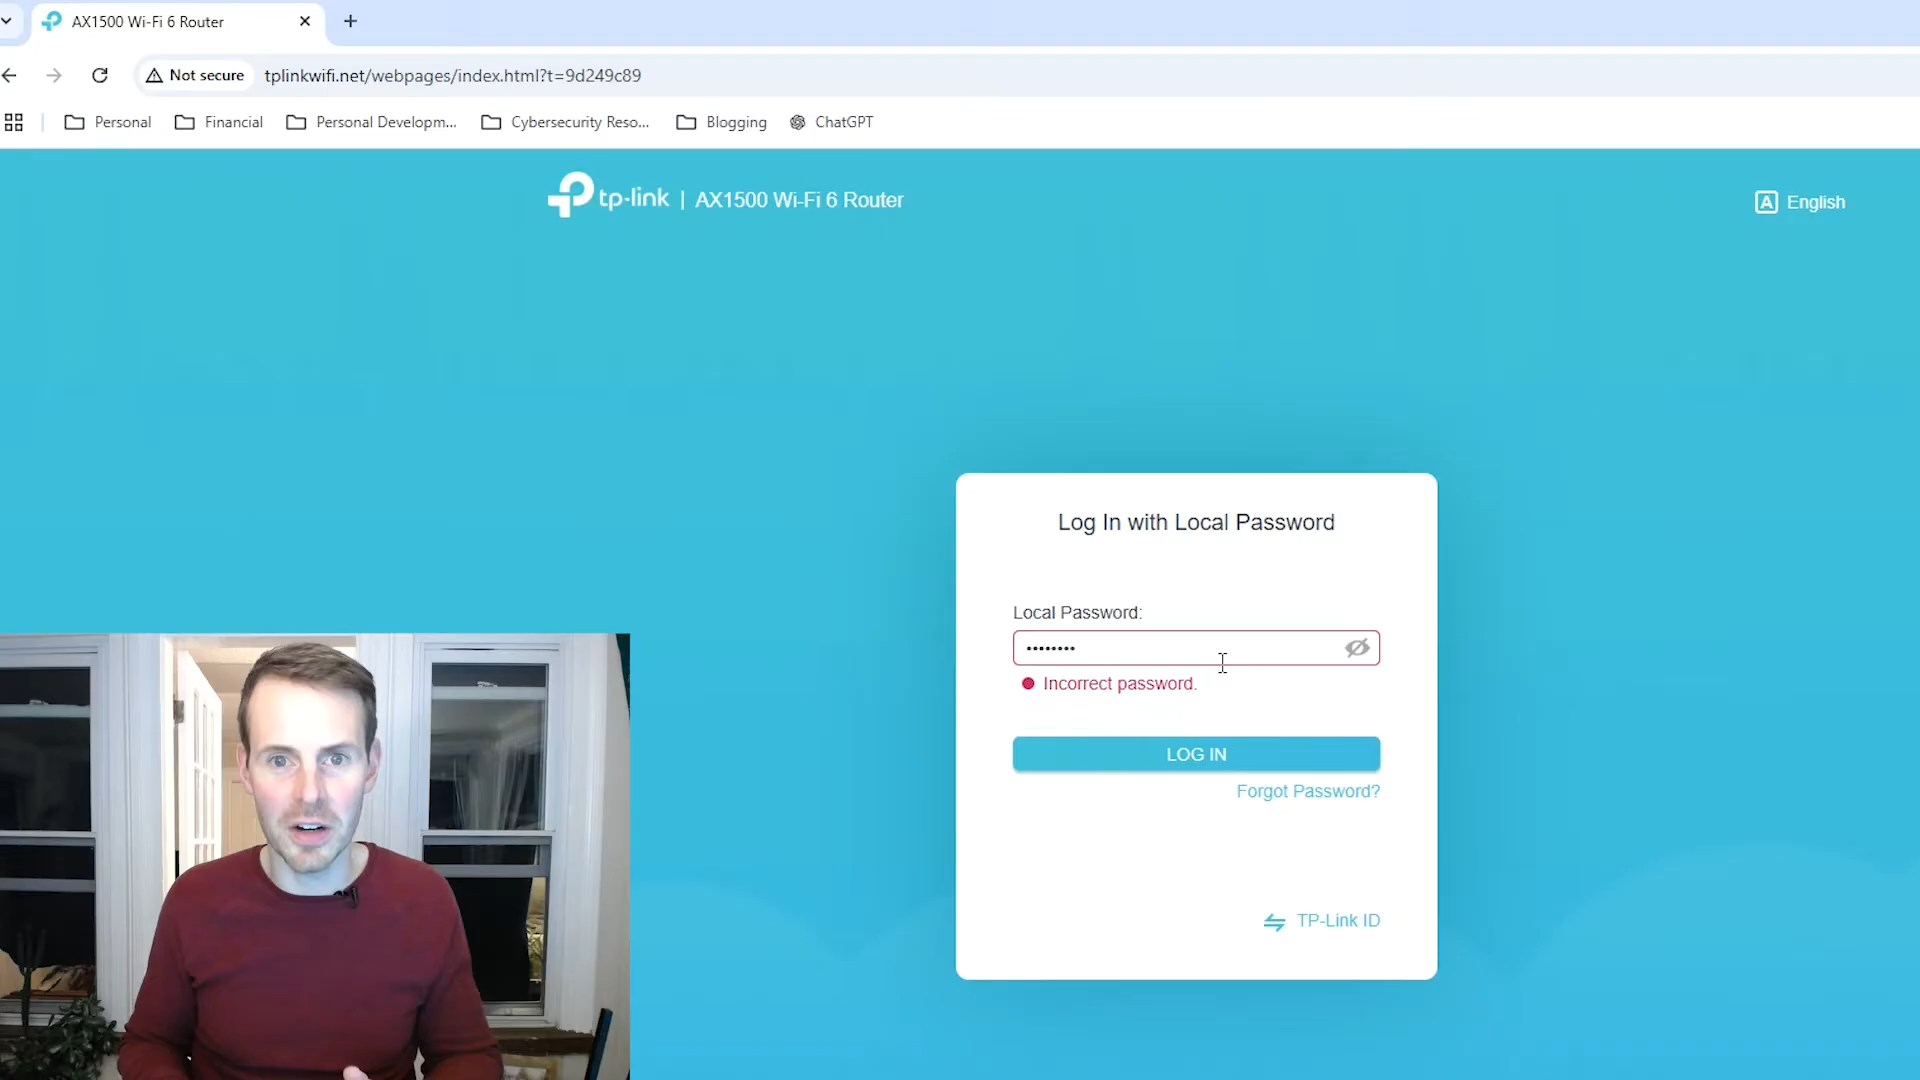 AX1500 Wi-Fi 6 Router
Not secure tplinkwifi.net/webpages/index.html?t=9d249c89
Personal Financial Personal Developm... Cybersecurity Reso... Blogging ChatGPT
tp-link | AX1500 Wi-Fi 6 Router
A English
Log In with Local Password
Local Password:
••••••••
Incorrect password.
LOG IN
Forgot Password?
TP-Link ID